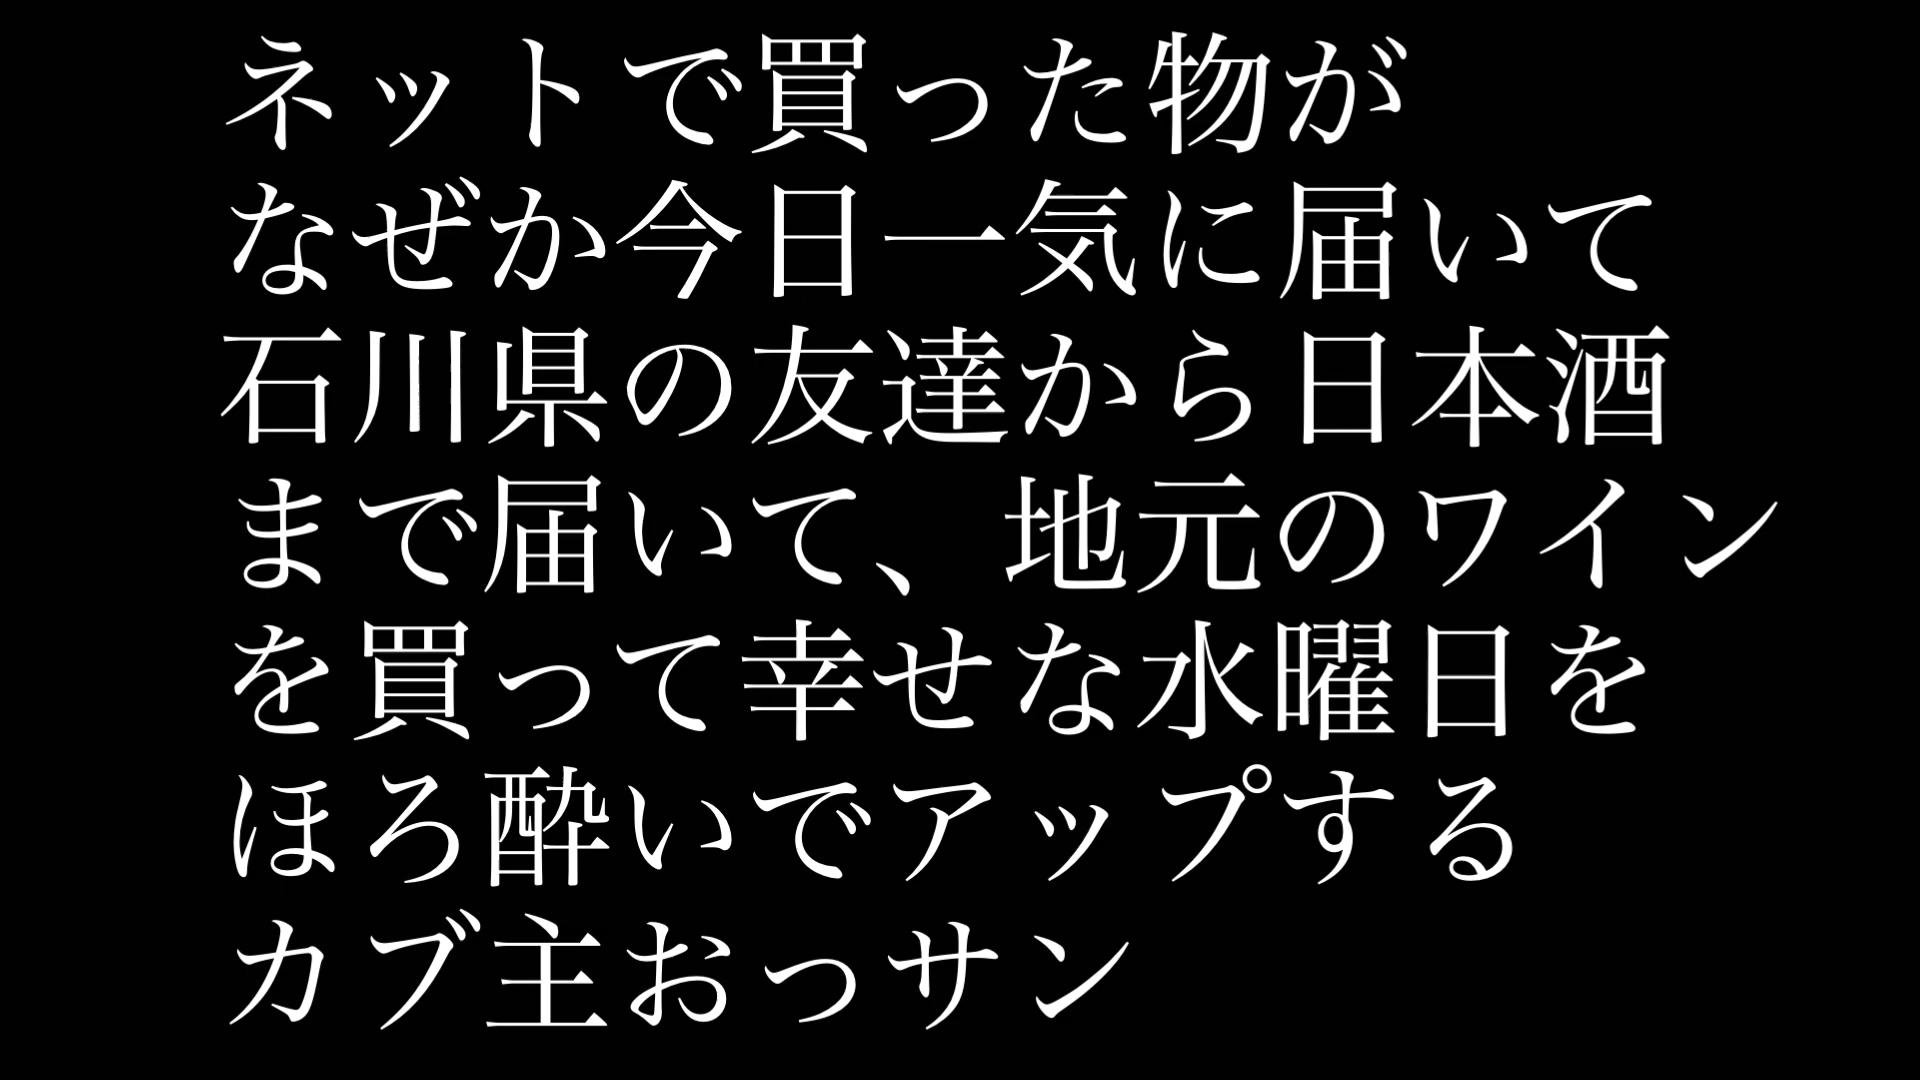 ネットで買った物が
なぜか今日一気に届いて
石川県の友達から日本酒
まで届いて、地元のワイン
を買って幸せな水曜日を
ほろ酔いでアップする
カブ主おっサン